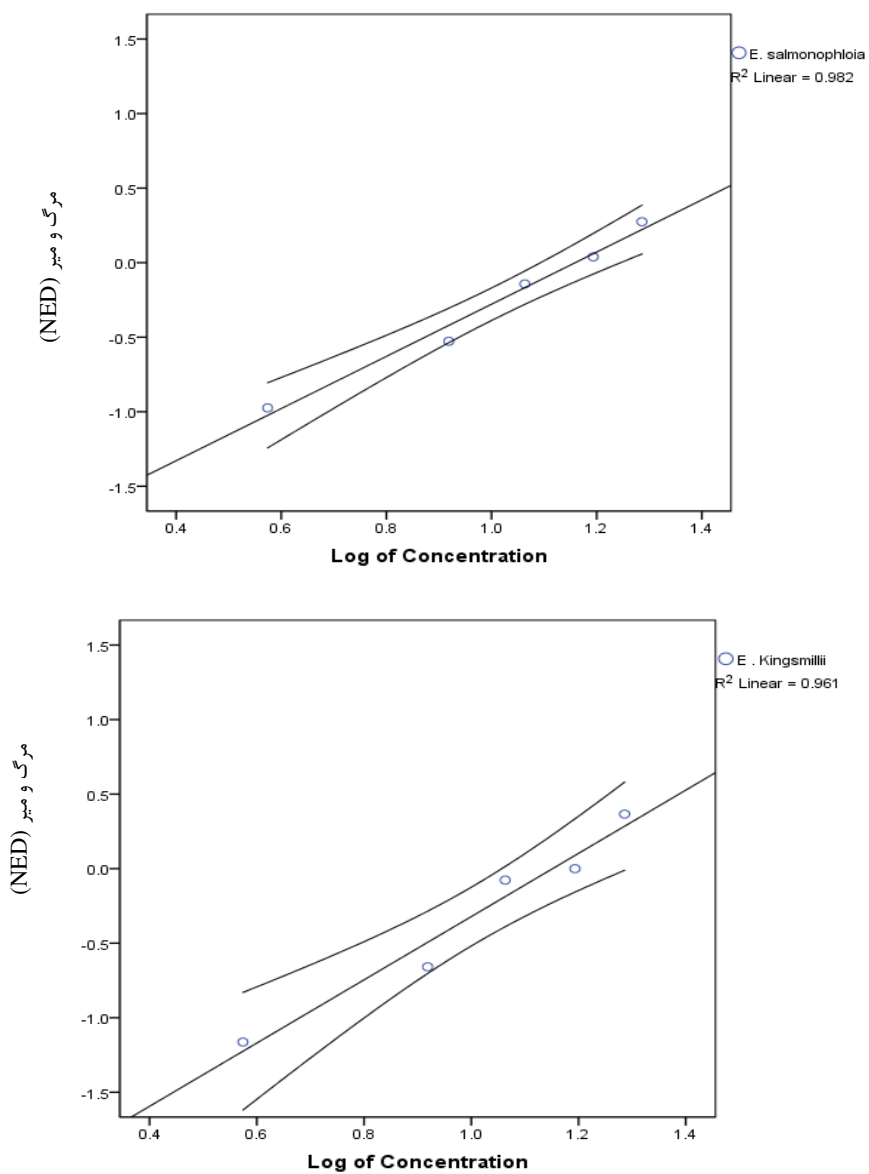 1.5
1.0
0.5
0.0
-0.5
-1.0
-1.5
مرگ و میر (NED)
0.4 0.6 0.8 1.0 1.2 1.4
Log of Concentration
E. salmonophloia
R² Linear = 0.982
1.5
1.0
0.5
0.0
-0.5
-1.0
-1.5
مرگ و میر (NED)
0.4 0.6 0.8 1.0 1.2 1.4
Log of Concentration
E . Kingsmillii
R² Linear = 0.961